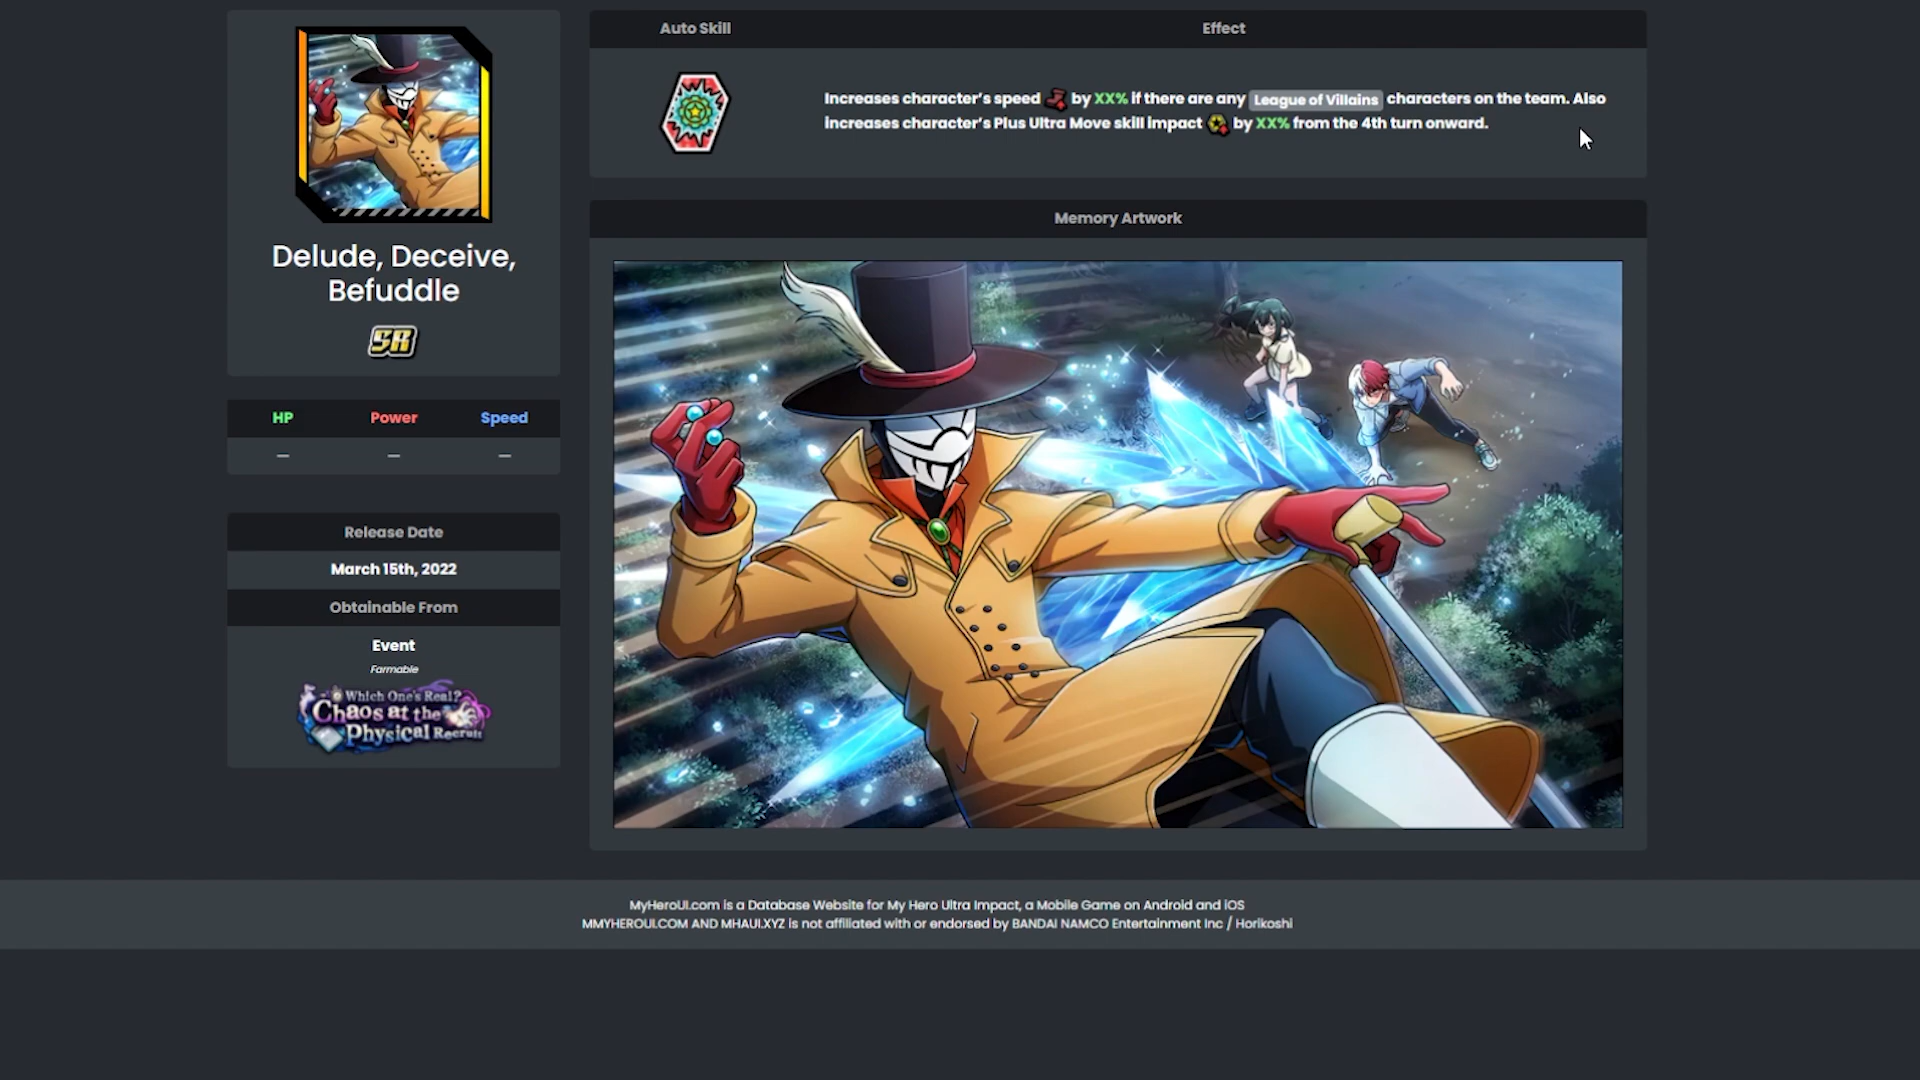 Delude, Deceive,
Befuddle
SR
HP Power Speed
— — —
Release Date
March 15th, 2022
Obtainable From
Event
Farmable
Which One's Real?
Chaos at the
Physical Recruit
Auto Skill Effect
Increases character's speed by XX% if there are any League of Villains characters on the team. Also
increases character's Plus Ultra Move skill impact by XX% from the 4th turn onward.
Memory Artwork
MyHeroUI.com is a Database Website for My Hero Ultra Impact, a Mobile Game on Android and iOS
MMYHEROUI.COM AND MHAUI.XYZ is not affiliated with or endorsed by BANDAI NAMCO Entertainment Inc / Horikoshi